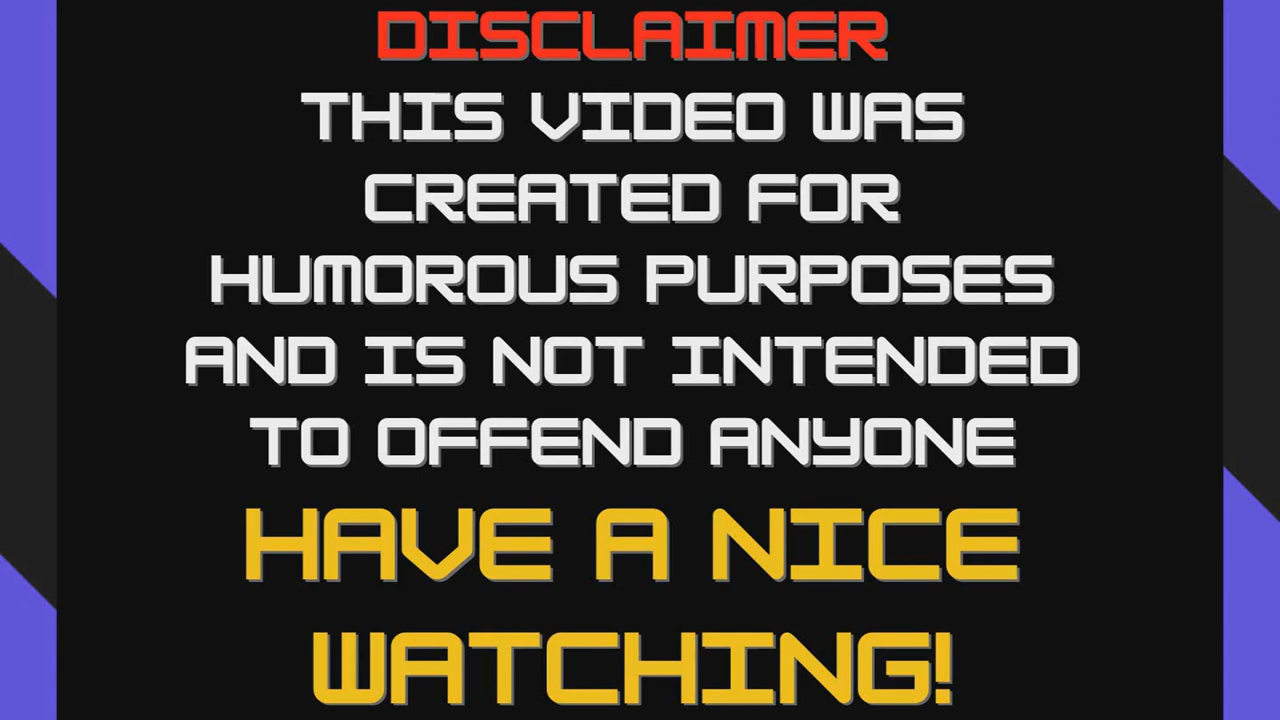 DISCLAIMER
THIS VIDEO WAS
CREATED FOR
HUMOROUS PURPOSES
AND IS NOT INTENDED
TO OFFEND ANYONE
HAVE A NICE
WATCHING!